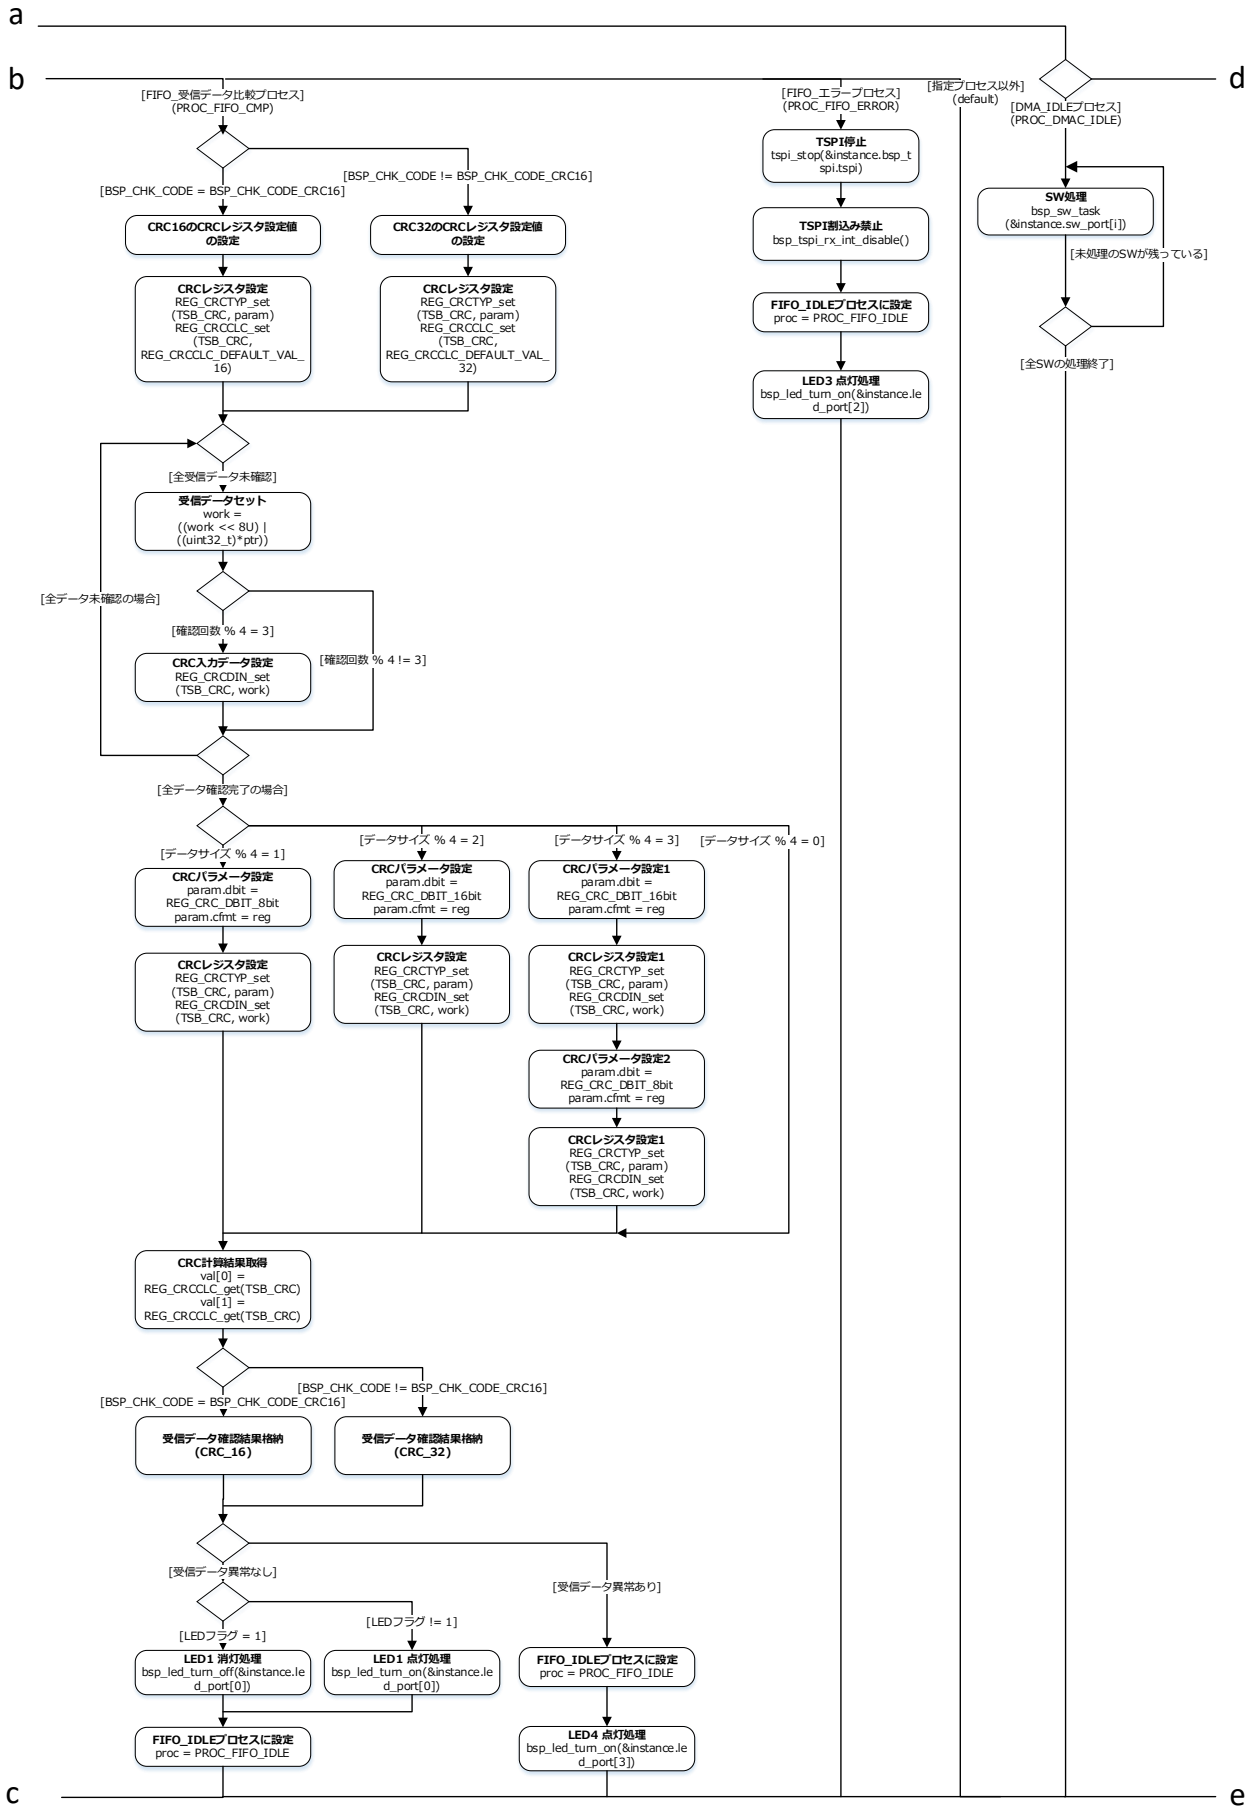 a
b
d
[FIFO_受信データ比較プロセス]
(PROC_FIFO_CMP)
[FIFO_エラープロセス]
(PROC_FIFO_ERROR)
[指定プロセス以外]
(default)
[DMA_IDLEプロセス]
(PROC_DMAC_IDLE)
[BSP_CHK_CODE = BSP_CHK_CODE_CRC16]
[BSP_CHK_CODE != BSP_CHK_CODE_CRC16]
CRC16のCRCレジスタ設定値
の設定
CRC32のCRCレジスタ設定値
の設定
CRCレジスタ設定
REG_CRCTYP_set
(TSB_CRC, param)
REG_CRCCLC_set
(TSB_CRC,
REG_CRCCLC_DEFAULT_VAL_
16)
CRCレジスタ設定
REG_CRCTYP_set
(TSB_CRC, param)
REG_CRCCLC_set
(TSB_CRC,
REG_CRCCLC_DEFAULT_VAL_
32)
TSPI停止
tspi_stop(&instance.bsp_t
spi.tspi)
TSPI割込み禁止
bsp_tspi_rx_int_disable()
FIFO_IDLEプロセスに設定
proc = PROC_FIFO_IDLE
LED3 点灯処理
bsp_led_turn_on(&instance.le
d_port[2])
SW処理
bsp_sw_task
(&instance.sw_port[i])
[未処理のSWが残っている]
[全SWの処理終了]
[全受信データ未確認]
受信データセット
work =
((work << 8U) |
((uint32_t)*ptr))
[全データ未確認の場合]
[確認回数 % 4 = 3]
[確認回数 % 4 != 3]
CRC入力データ設定
REG_CRCDIN_set
(TSB_CRC, work)
[全データ確認完了の場合]
[データサイズ % 4 = 1]
[データサイズ % 4 = 2]
[データサイズ % 4 = 3]
[データサイズ % 4 = 0]
CRCパラメータ設定
param.dbit =
REG_CRC_DBIT_8bit
param.cfmt = reg
CRCパラメータ設定
param.dbit =
REG_CRC_DBIT_16bit
param.cfmt = reg
CRCパラメータ設定1
param.dbit =
REG_CRC_DBIT_16bit
param.cfmt = reg
CRCレジスタ設定
REG_CRCTYP_set
(TSB_CRC, param)
REG_CRCDIN_set
(TSB_CRC, work)
CRCレジスタ設定
REG_CRCTYP_set
(TSB_CRC, param)
REG_CRCDIN_set
(TSB_CRC, work)
CRCレジスタ設定1
REG_CRCTYP_set
(TSB_CRC, param)
REG_CRCDIN_set
(TSB_CRC, work)
CRCパラメータ設定2
param.dbit =
REG_CRC_DBIT_8bit
param.cfmt = reg
CRCレジスタ設定1
REG_CRCTYP_set
(TSB_CRC, param)
REG_CRCDIN_set
(TSB_CRC, work)
CRC計算結果取得
val[0] =
REG_CRCCLC_get(TSB_CRC)
val[1] =
REG_CRCCLC_get(TSB_CRC)
[BSP_CHK_CODE = BSP_CHK_CODE_CRC16]
[BSP_CHK_CODE != BSP_CHK_CODE_CRC16]
受信データ確認結果格納
(CRC_16)
受信データ確認結果格納
(CRC_32)
[受信データ異常なし]
[受信データ異常あり]
[LEDフラグ = 1]
[LEDフラグ != 1]
LED1 消灯処理
bsp_led_turn_off(&instance.le
d_port[0])
LED1 点灯処理
bsp_led_turn_on(&instance.le
d_port[0])
FIFO_IDLEプロセスに設定
proc = PROC_FIFO_IDLE
FIFO_IDLEプロセスに設定
proc = PROC_FIFO_IDLE
LED4 点灯処理
bsp_led_turn_on(&instance.le
d_port[3])
c
e